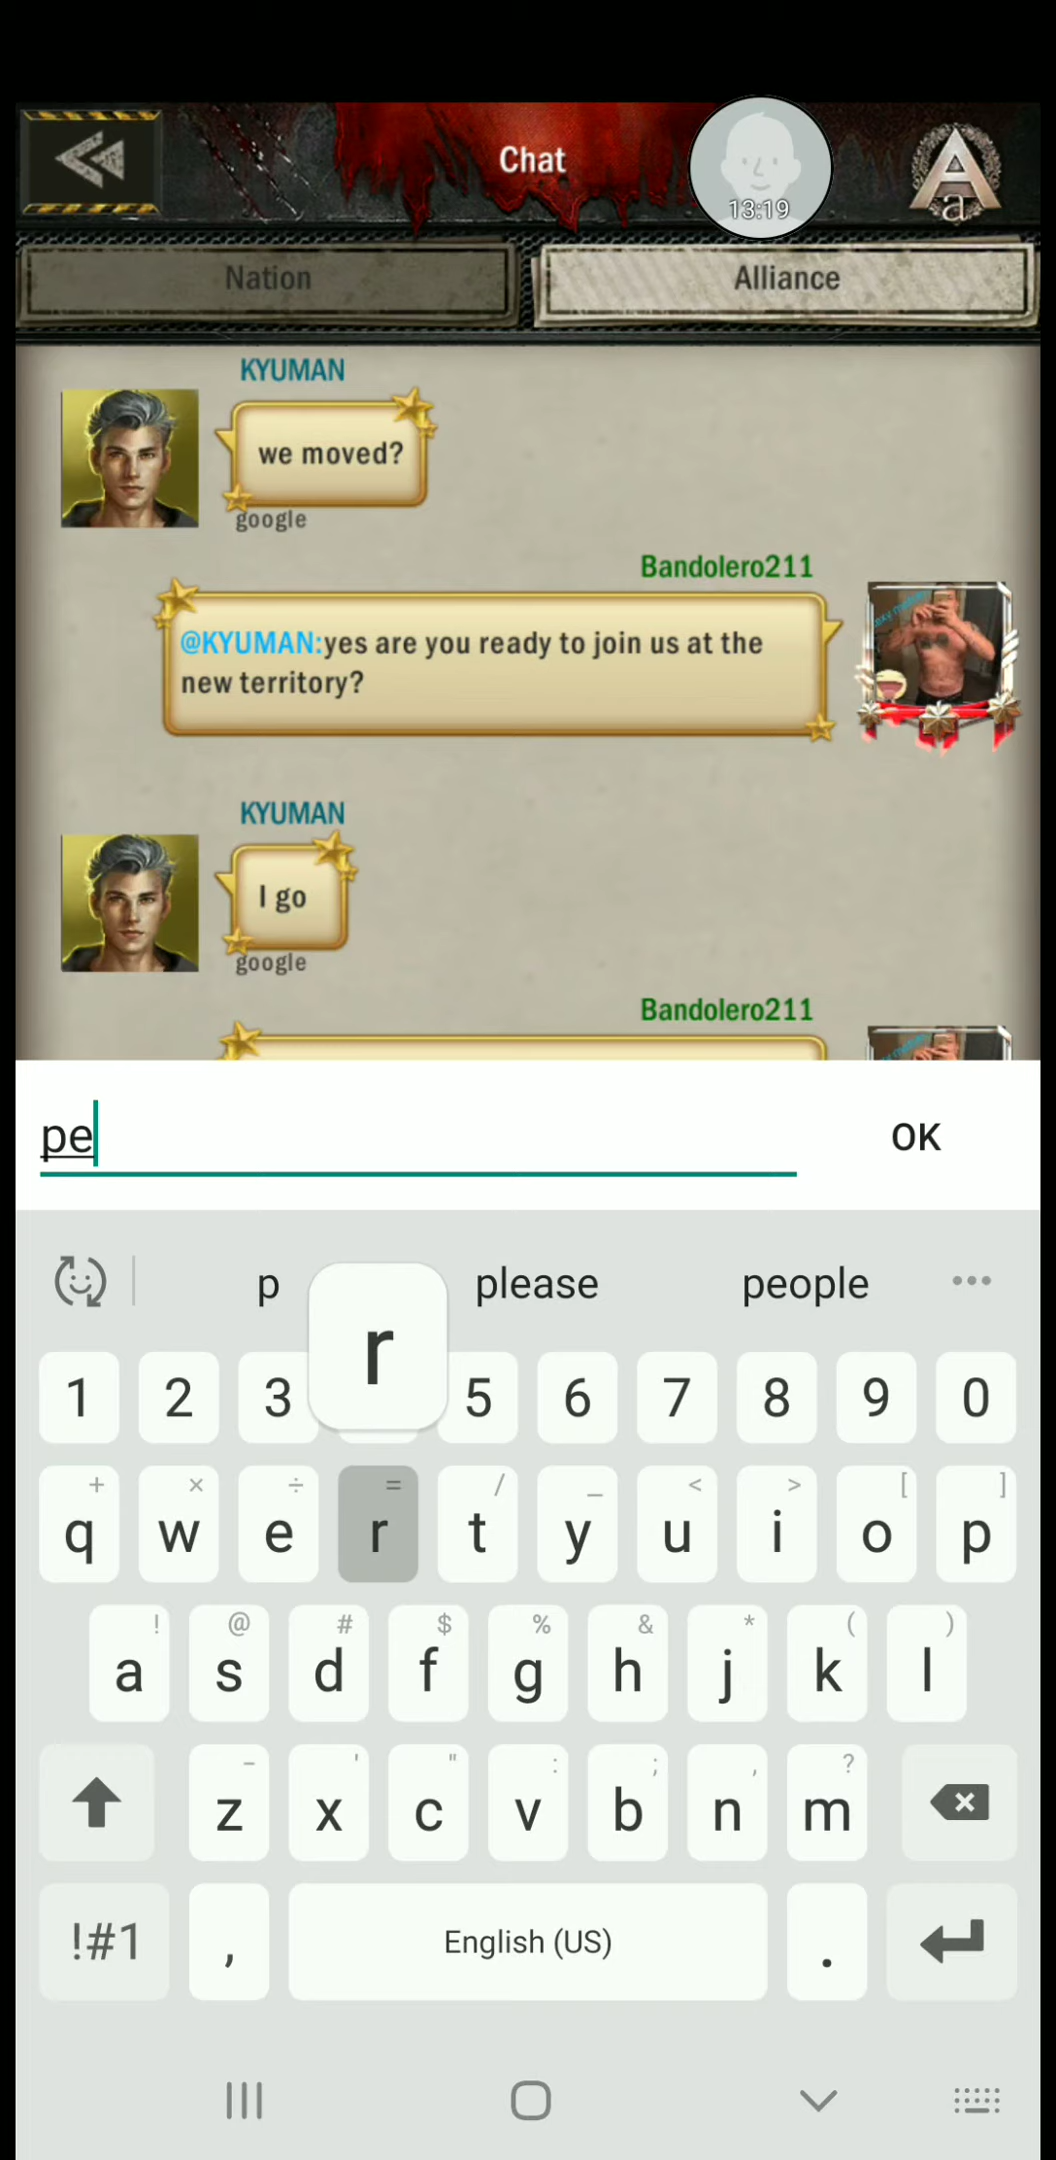 Chat
13:19
A
a
Nation
Alliance
KYUMAN
we moved?
google
Bandolero211
@KYUMAN:yes are you ready to join us at the
new territory?
KYUMAN
I go
google
Bandolero211
pe
OK
p
please
people
r
1 2 3 5 6 7 8 9 0
+ × ÷ = / _ < > [ ]
q w e r t y u i o p
! @ # $ % & * ( )
a s d f g h j k l
- ' " : ; , ?
z x c v b n m
!#1 , English (US) .